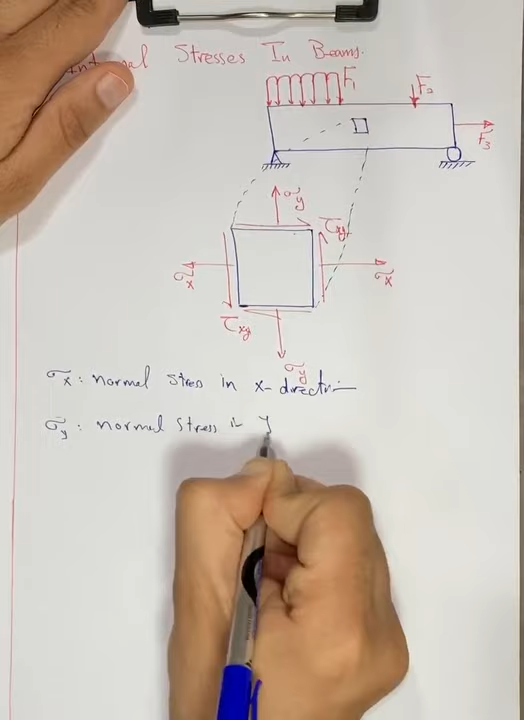 Internal Stresses In Beams.
F₁
F₂
F₃
σy
τxy
σx
σx
τxy
σy
σx : normal stress in x-direction
σy : normal stress in y